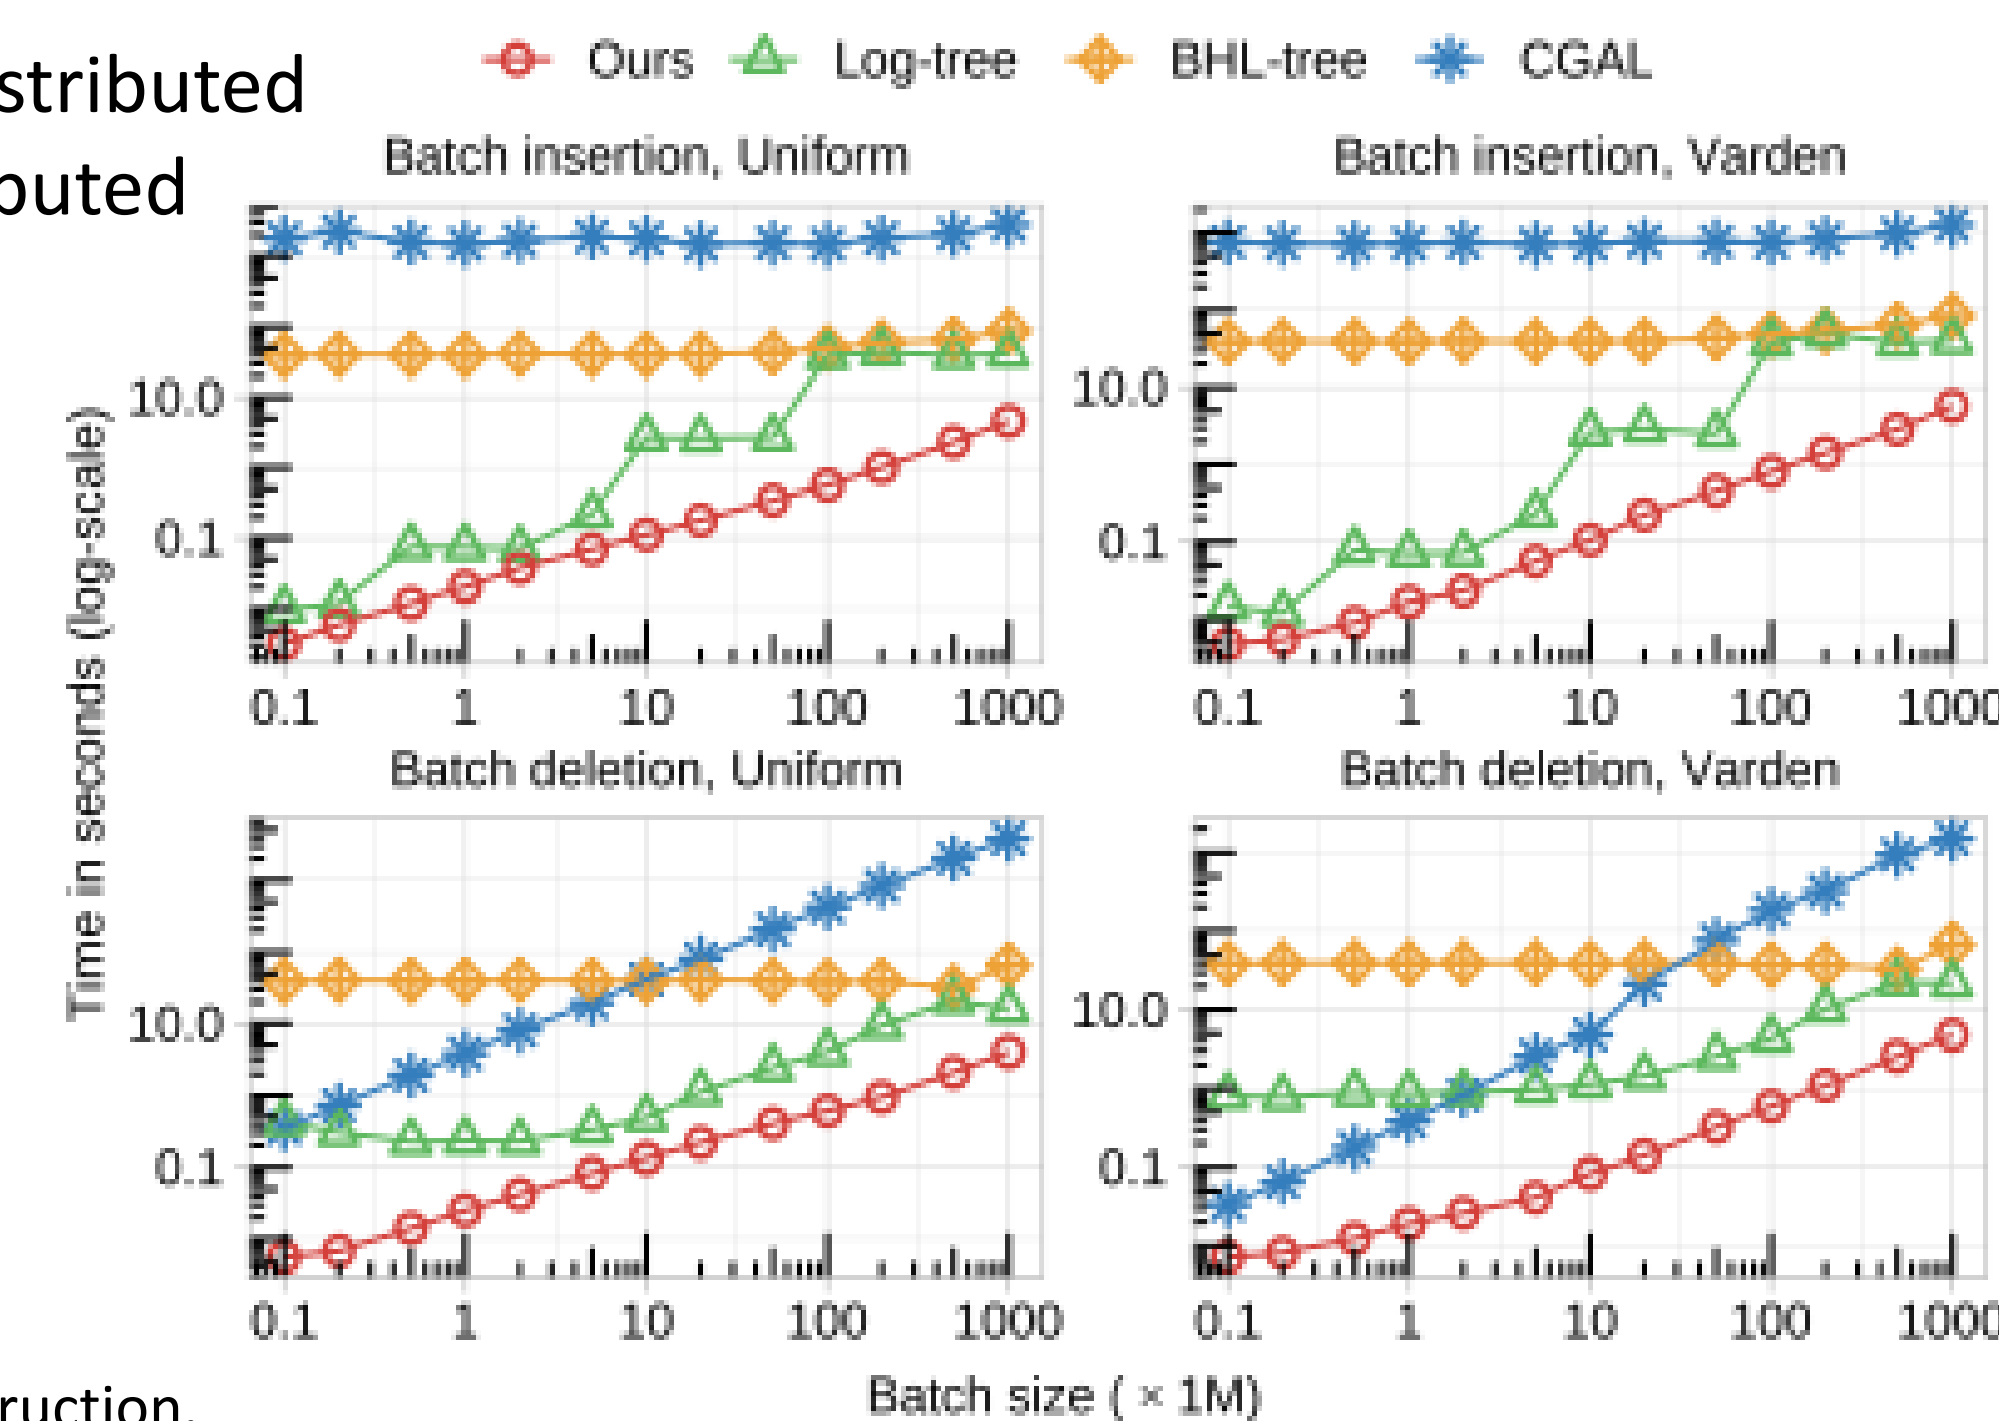 stributed
buted
Ours Log-tree BHL-tree CGAL
Batch insertion, Uniform
Batch insertion, Varden
Time in seconds (log-scale)
10.0
0.1
0.1 1 10 100 1000
10.0
0.1
0.1 1 10 100 1000
Batch deletion, Uniform
Batch deletion, Varden
10.0
0.1
0.1 1 10 100 1000
10.0
0.1
0.1 1 10 100 1000
Batch size ( × 1M)
ruction.